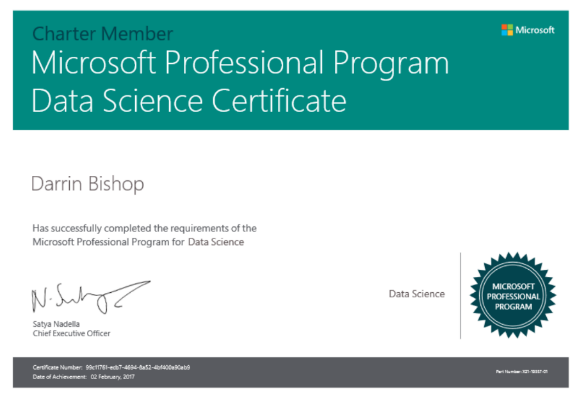 Charter Member
Microsoft
Microsoft Professional Program
Data Science Certificate
Darrin Bishop
Has successfully completed the requirements of the
Microsoft Professional Program for Data Science
Satya Nadella
Chief Executive Officer
Data Science
MICROSOFT
PROFESSIONAL
PROGRAM
Certificate Number:
Date of Achievement: 02 February, 2017
Part Number: